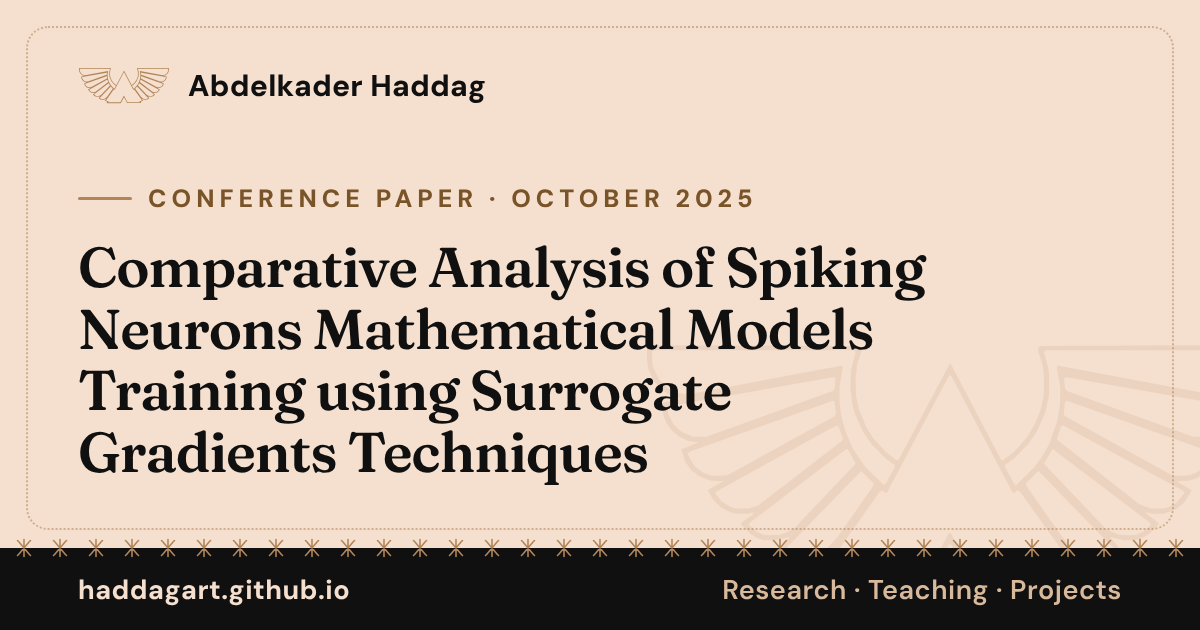 Abdelkader Haddag
CONFERENCE PAPER · OCTOBER 2025
Comparative Analysis of Spiking
Neurons Mathematical Models
Training using Surrogate
Gradients Techniques
haddagart.github.io
Research · Teaching · Projects